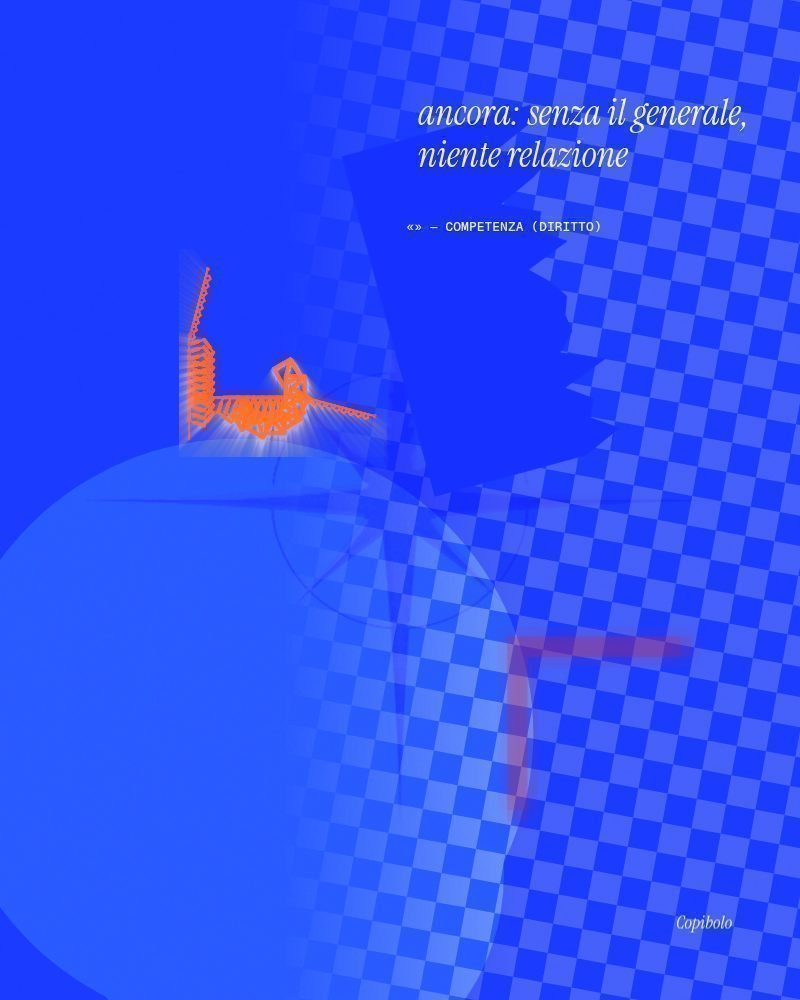 ancora: senza il generale,
niente relazione
«» — COMPETENZA (DIRITTO)
Copibolo